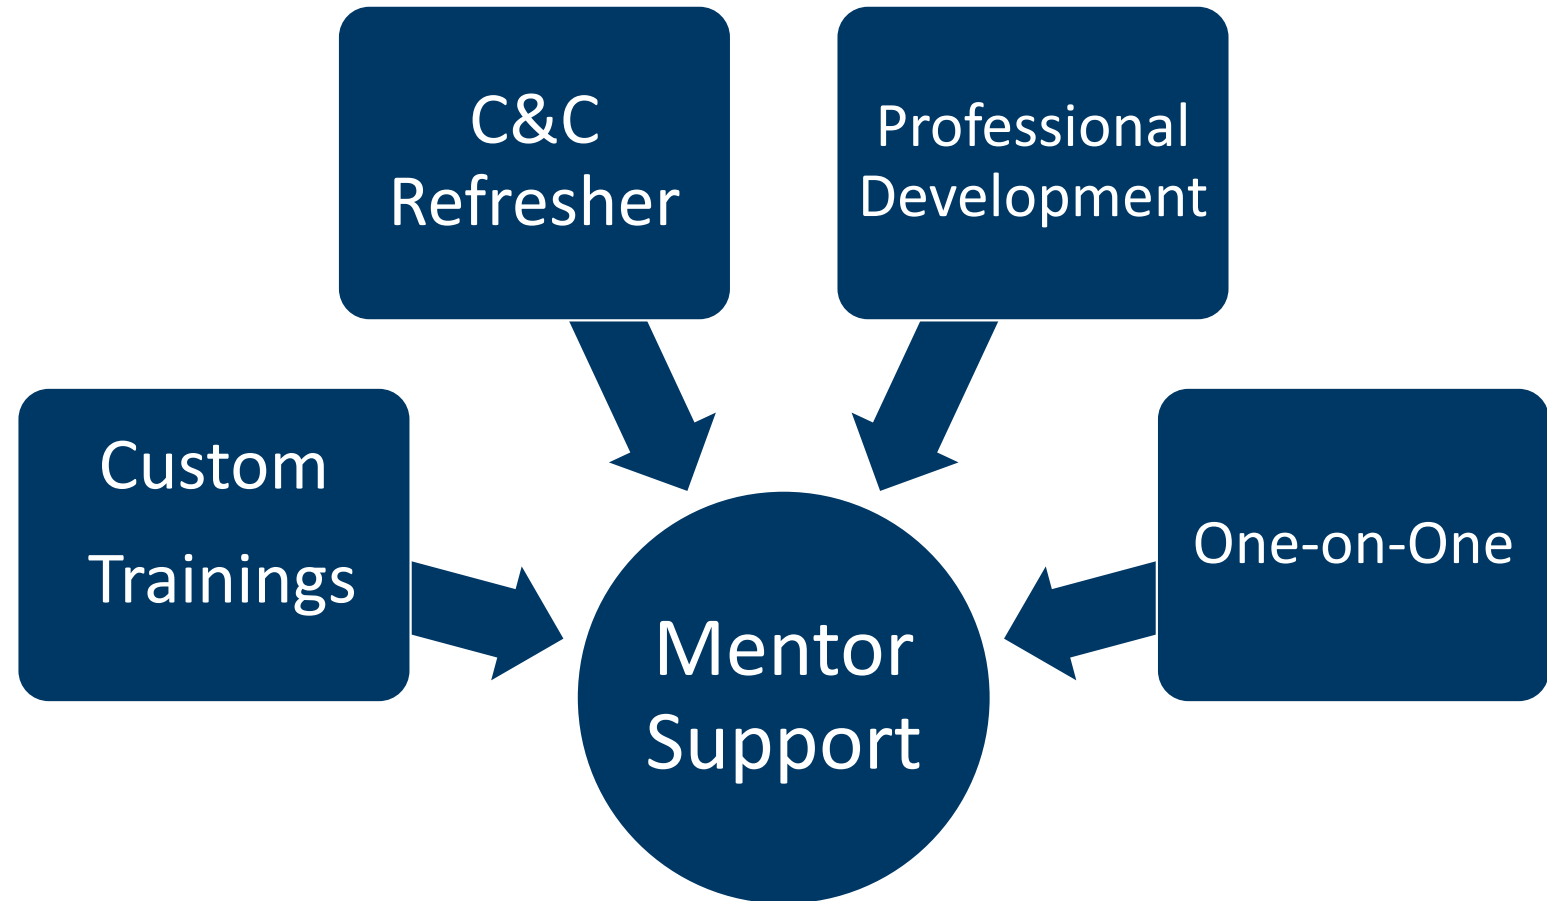 C&C
Refresher
Professional
Development
Custom
Trainings
One-on-One
Mentor
Support